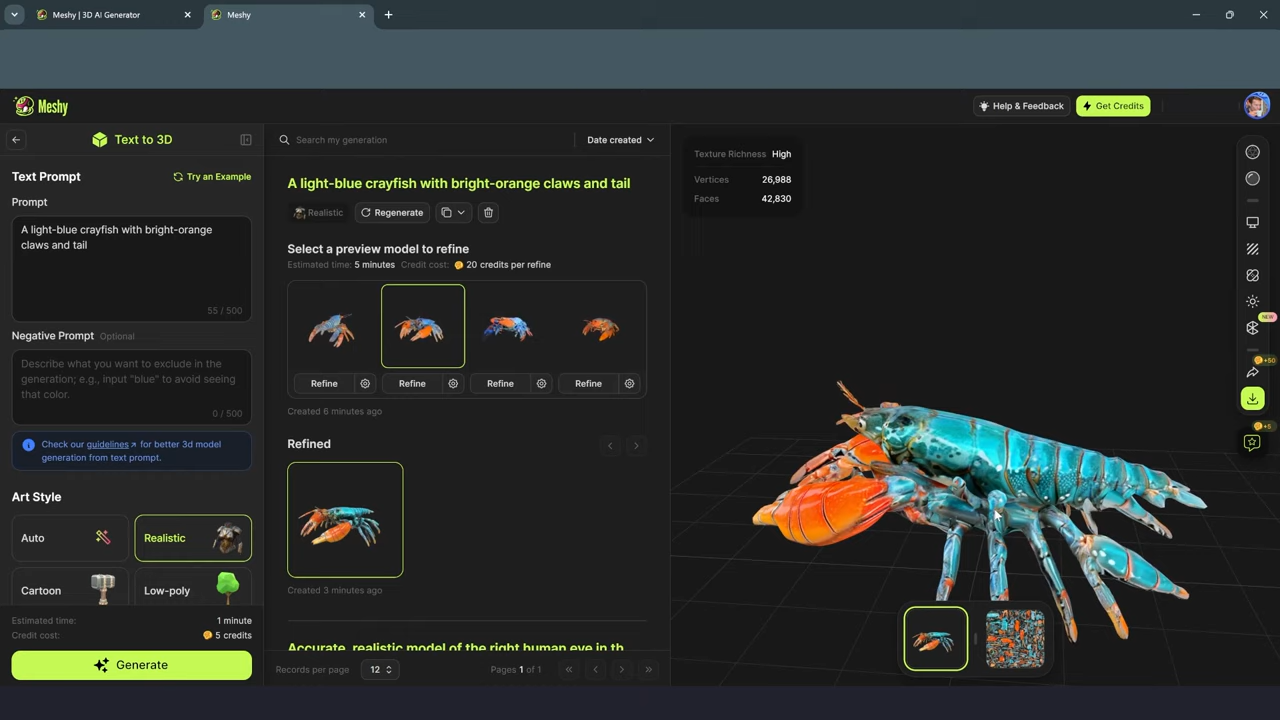 Meshy | 3D AI Generator
Meshy
Meshy
Help & Feedback
Get Credits
Text to 3D
Search my generation
Date created
Text Prompt
Try an Example
Prompt
A light-blue crayfish with bright-orange
claws and tail
55 / 500
Negative Prompt Optional
Describe what you want to exclude in the
generation; e.g., input "blue" to avoid seeing
that color.
0 / 500
Check our guidelines for better 3d model
generation from text prompt.
Art Style
Auto
Realistic
Cartoon
Low-poly
Estimated time: 1 minute
Credit cost: 5 credits
Generate
A light-blue crayfish with bright-orange claws and tail
Realistic
Regenerate
Select a preview model to refine
Estimated time: 5 minutes Credit cost: 20 credits per refine
Refine
Refine
Refine
Refine
Created 6 minutes ago
Refined
Created 3 minutes ago
Accurate, realistic model of the right human eye in th
Records per page 12
Pages 1 of 1
Texture Richness High
Vertices 26,988
Faces 42,830
NEW
+50
+5